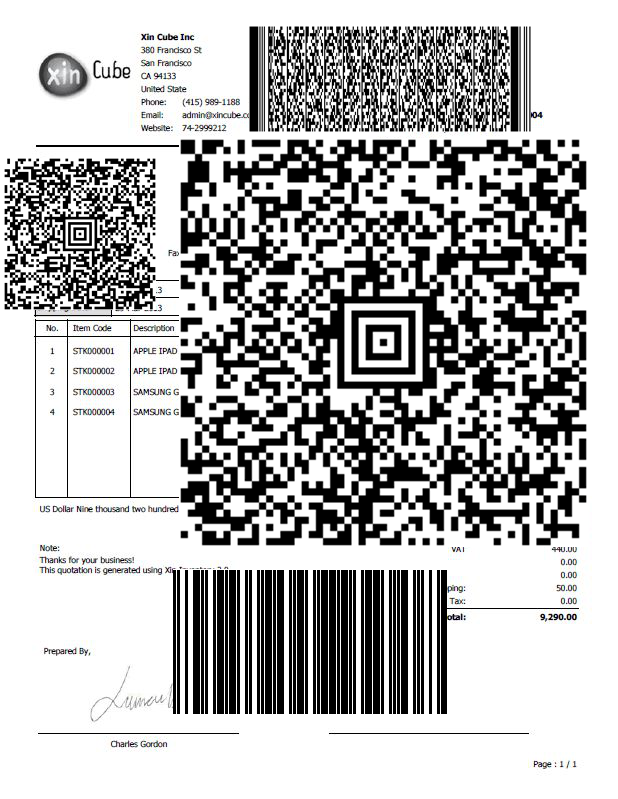 Xin Cube Inc
380 Francisco St
San Francisco
CA 94133
United State
Phone: (415) 989-1188
Email: admin@xincube.co
Website: 74-2999212
xin Cube
04
Fax
.3
3
No. Item Code Description
1 STK000001 APPLE IPAD
2 STK000002 APPLE IPAD
3 STK000003 SAMSUNG G
4 STK000004 SAMSUNG G
US Dollar Nine thousand two hundred
Note:
Thanks for your business!
This quotation is generated using Xin
VAT 440.00
0.00
0.00
ping: 50.00
Tax: 0.00
otal: 9,290.00
Prepared By,
Charles Gordon
Page : 1 / 1